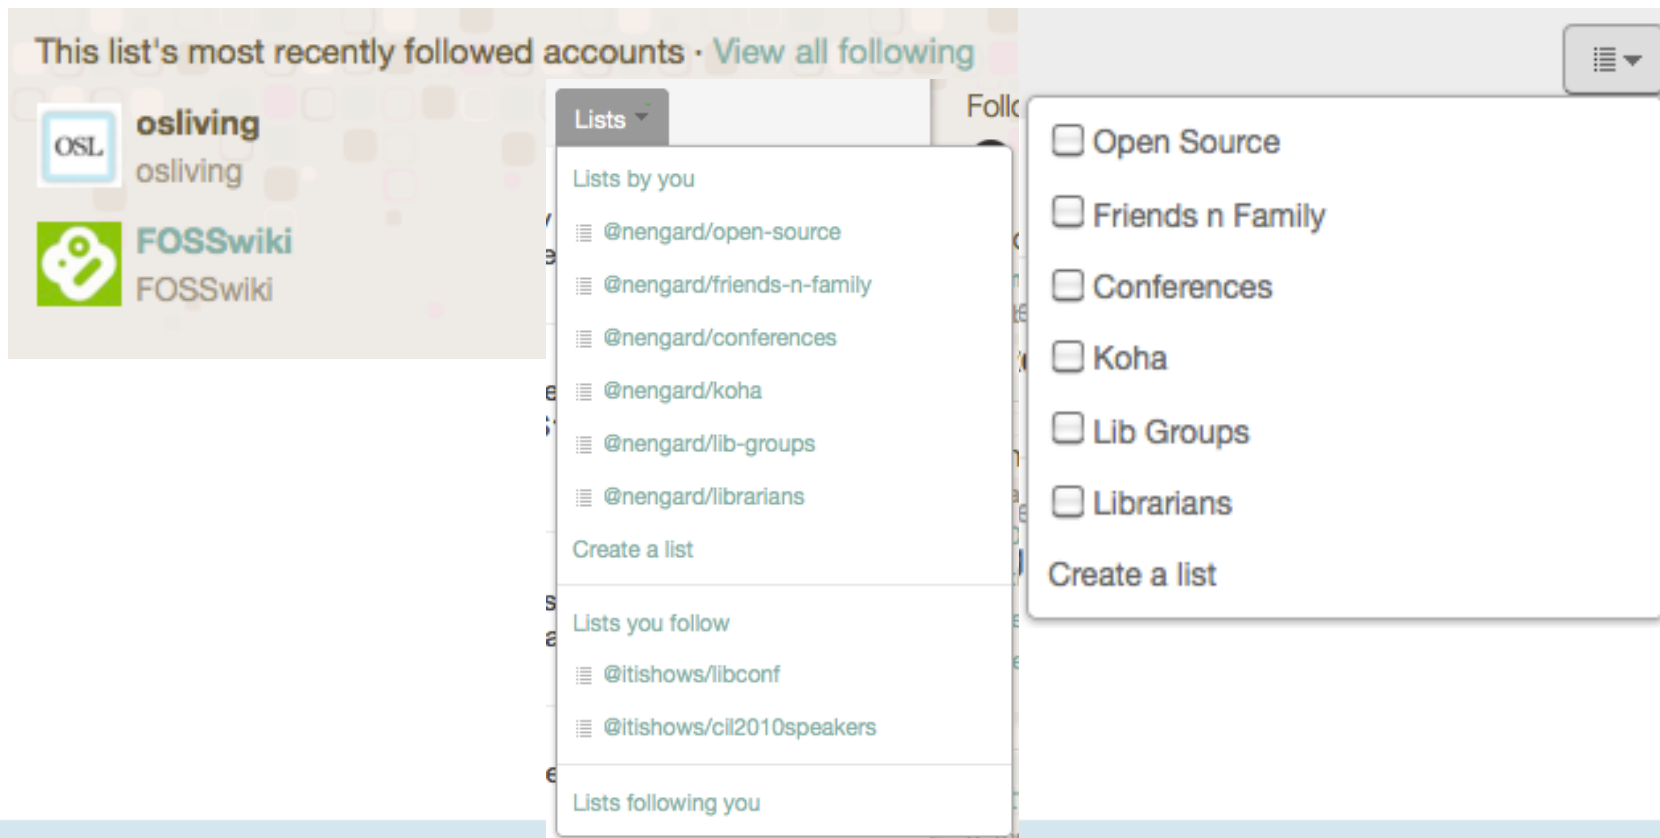 This list's most recently followed accounts · View all following
OSL
osliving
osliving
FOSSwiki
FOSSwiki
Lists
Lists by you
@nengard/open-source
@nengard/friends-n-family
@nengard/conferences
@nengard/koha
@nengard/lib-groups
@nengard/librarians
Create a list
Lists you follow
@itishows/libconf
@itishows/cil2010speakers
Lists following you
Open Source
Friends n Family
Conferences
Koha
Lib Groups
Librarians
Create a list